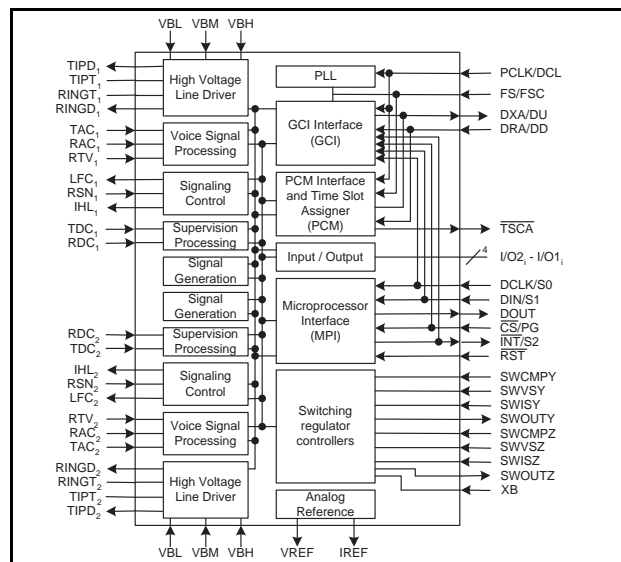 VBL VBM VBH
TIPD1
TIPT1
RINGT1
RINGD1
High Voltage
Line Driver
TAC1
RAC1
RTV1
Voice Signal
Processing
LFC1
RSN1
IHL1
Signaling
Control
TDC1
RDC1
Supervision
Processing
Signal
Generation
Signal
Generation
RDC2
TDC2
Supervision
Processing
IHL2
RSN2
LFC2
Signaling
Control
RTV2
RAC2
TAC2
Voice Signal
Processing
RINGD2
RINGT2
TIPT2
TIPD2
High Voltage
Line Driver
VBL VBM VBH
PLL
GCI Interface
(GCI)
PCM Interface
and Time Slot
Assigner
(PCM)
Input / Output
Microprocessor
Interface
(MPI)
Switching
regulator
controllers
Analog
Reference
VREF IREF
PCLK/DCL
FS/FSC
DXA/DU
DRA/DD
TSCA
4
I/O2i - I/O1i
DCLK/S0
DIN/S1
DOUT
CS/PG
INT/S2
RST
SWCMPY
SWVSY
SWISY
SWOUTY
SWCMPZ
SWVSZ
SWISZ
SWOUTZ
XB